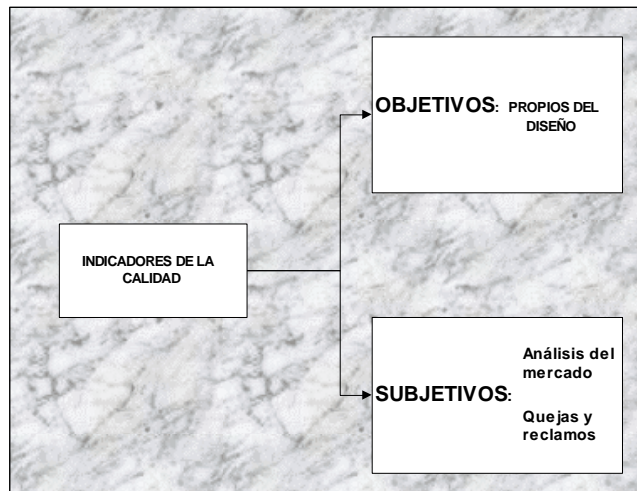 OBJETIVOS: PROPIOS DEL
DISEÑO
INDICADORES DE LA
CALIDAD
Análisis del
mercado
SUBJETIVOS:
Quejas y
reclamos